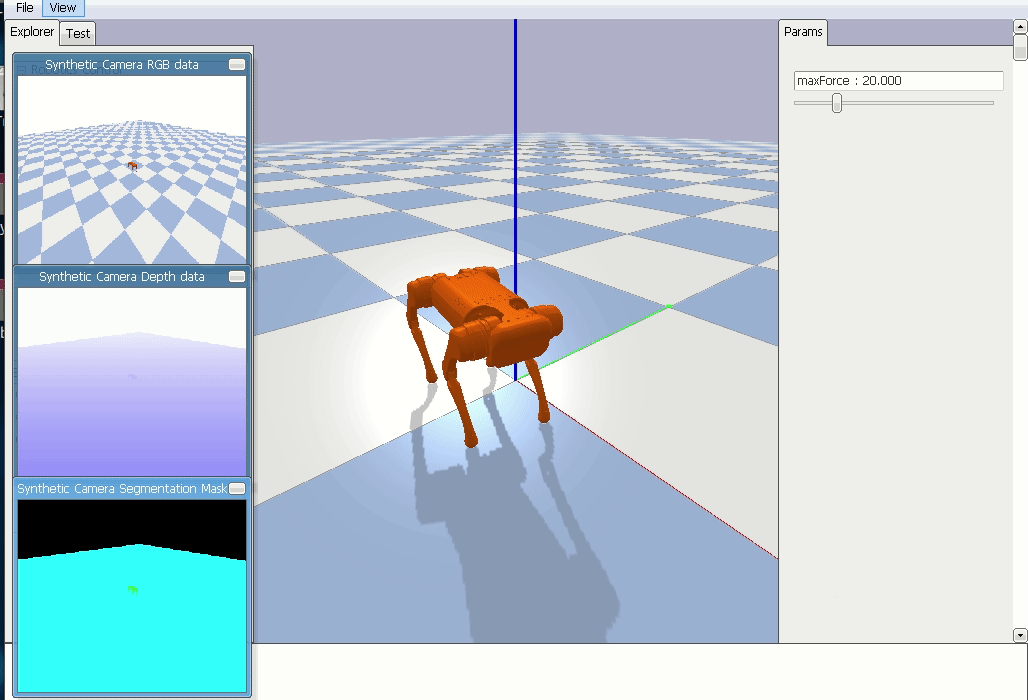 File View
Explorer Test
Synthetic Camera RGB data
Synthetic Camera Depth data
Synthetic Camera Segmentation Mask
Params
maxForce : 20.000